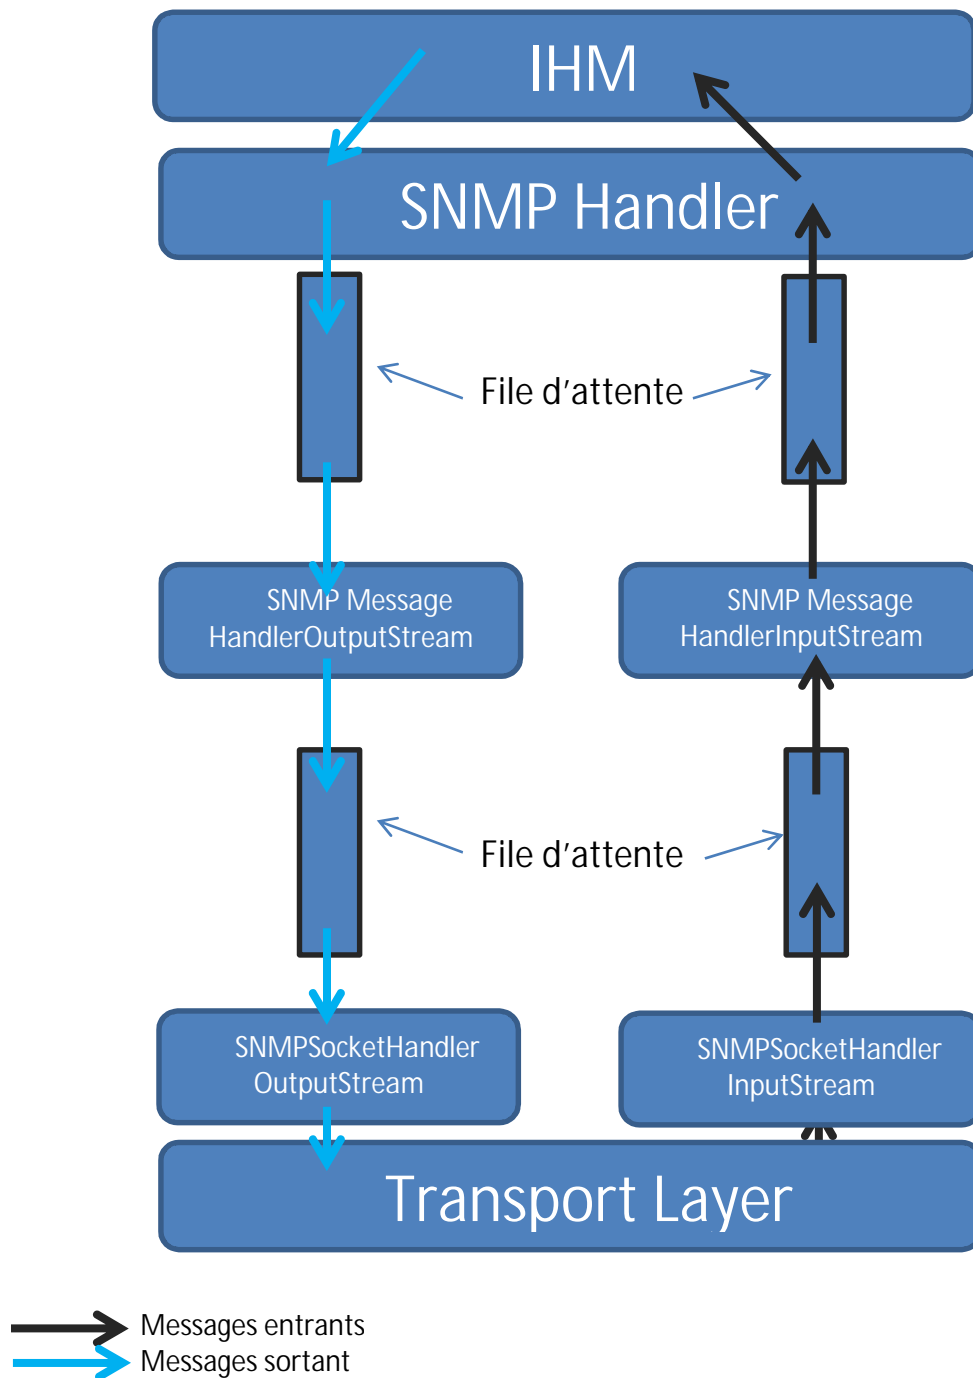 IHM
SNMP Handler
File d'attente
SNMP Message
HandlerOutputStream
SNMP Message
HandlerInputStream
File d'attente
SNMPSocketHandler
OutputStream
SNMPSocketHandler
InputStream
Transport Layer
Messages entrants
Messages sortant